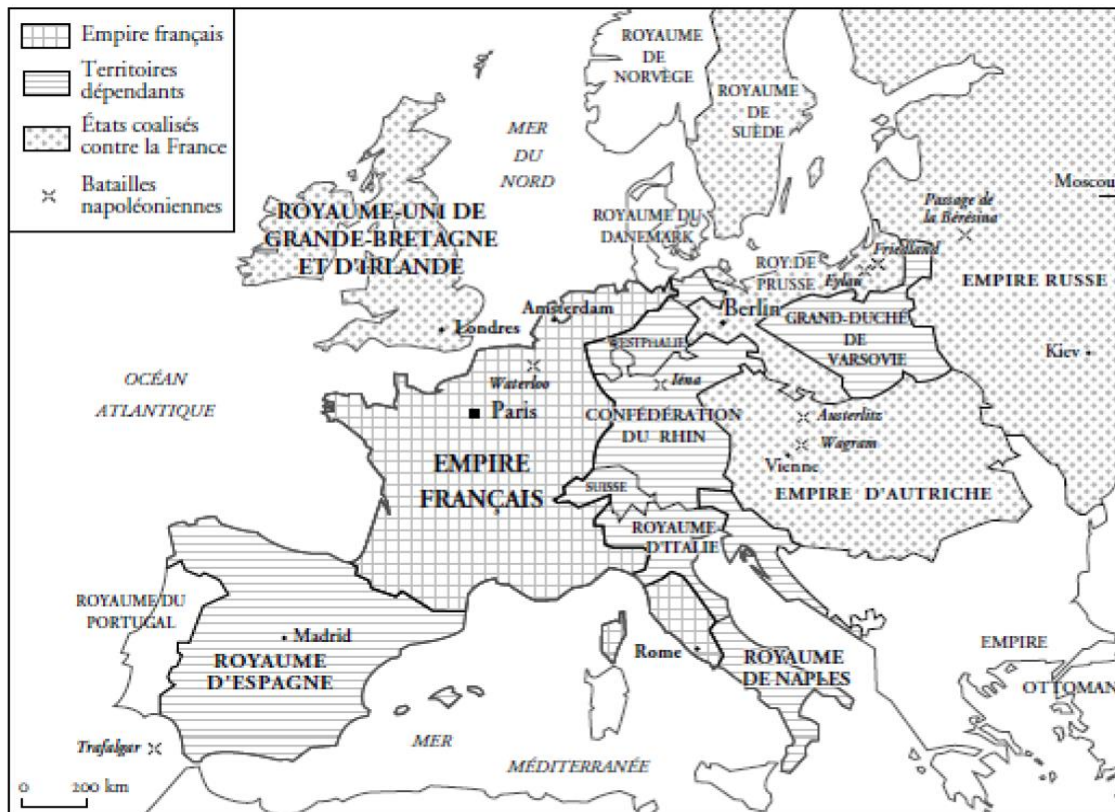 Empire français
Territoires
dépendants
États coalisés
contre la France
Batailles
napoléoniennes
ROYAUME
DE
NORVÈGE
ROYAUME
DE
SUÈDE
MER
DU
NORD
Moscou
Passage de
la Bérésina
ROYAUME-UNI DE
GRANDE-BRETAGNE
ET D'IRLANDE
ROYAUME DU
DANEMARK
Friedland
ROY. DE
PRUSSE
Eylau
EMPIRE RUSSE
Amsterdam
Berlin
GRAND-DUCHÉ
DE
VARSOVIE
Londres
WESTPHALIE
Kiev
OCÉAN
ATLANTIQUE
Waterloo
Iéna
Paris
CONFÉDÉRATION
DU RHIN
Austerlitz
Wagram
Vienne
EMPIRE
FRANÇAIS
SUISSE
EMPIRE D'AUTRICHE
ROYAUME
D'ITALIE
ROYAUME DU
PORTUGAL
Madrid
ROYAUME
D'ESPAGNE
Rome
ROYAUME
DE NAPLES
EMPIRE
OTTOMAN
Trafalgar
MER
MÉDITERRANÉE
0 200 km